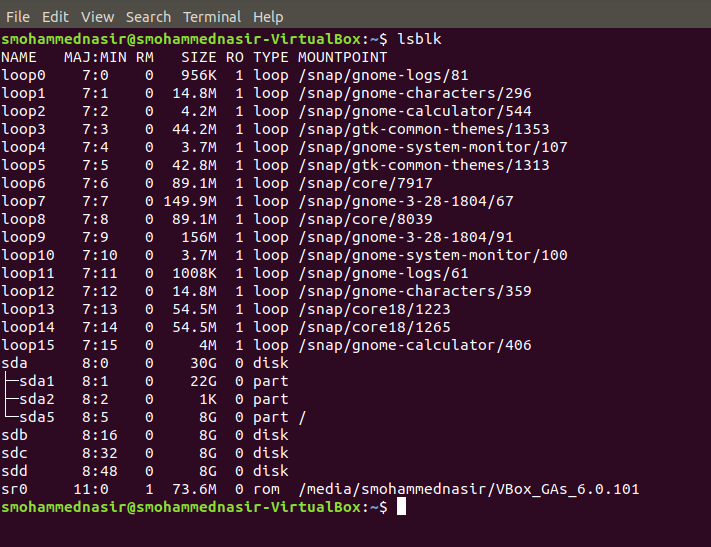 File Edit View Search Terminal Help
smohammednasir@smohammednasir-VirtualBox:~$ lsblk
NAME   MAJ:MIN RM   SIZE RO TYPE MOUNTPOINT
loop0    7:0    0   956K  1 loop /snap/gnome-logs/81
loop1    7:1    0  14.8M  1 loop /snap/gnome-characters/296
loop2    7:2    0   4.2M  1 loop /snap/gnome-calculator/544
loop3    7:3    0  44.2M  1 loop /snap/gtk-common-themes/1353
loop4    7:4    0   3.7M  1 loop /snap/gnome-system-monitor/107
loop5    7:5    0  42.8M  1 loop /snap/gtk-common-themes/1313
loop6    7:6    0  89.1M  1 loop /snap/core/7917
loop7    7:7    0 149.9M  1 loop /snap/gnome-3-28-1804/67
loop8    7:8    0  89.1M  1 loop /snap/core/8039
loop9    7:9    0   156M  1 loop /snap/gnome-3-28-1804/91
loop10   7:10   0   3.7M  1 loop /snap/gnome-system-monitor/100
loop11   7:11   0  1008K  1 loop /snap/gnome-logs/61
loop12   7:12   0  14.8M  1 loop /snap/gnome-characters/359
loop13   7:13   0  54.5M  1 loop /snap/core18/1223
loop14   7:14   0  54.5M  1 loop /snap/core18/1265
loop15   7:15   0     4M  1 loop /snap/gnome-calculator/406
sda      8:0    0    30G  0 disk
├─sda1   8:1    0    22G  0 part
├─sda2   8:2    0     1K  0 part
└─sda5   8:5    0     8G  0 part /
sdb      8:16   0     8G  0 disk
sdc      8:32   0     8G  0 disk
sdd      8:48   0     8G  0 disk
sr0     11:0    1  73.6M  0 rom  /media/smohammednasir/VBox_GAs_6.0.101
smohammednasir@smohammednasir-VirtualBox:~$